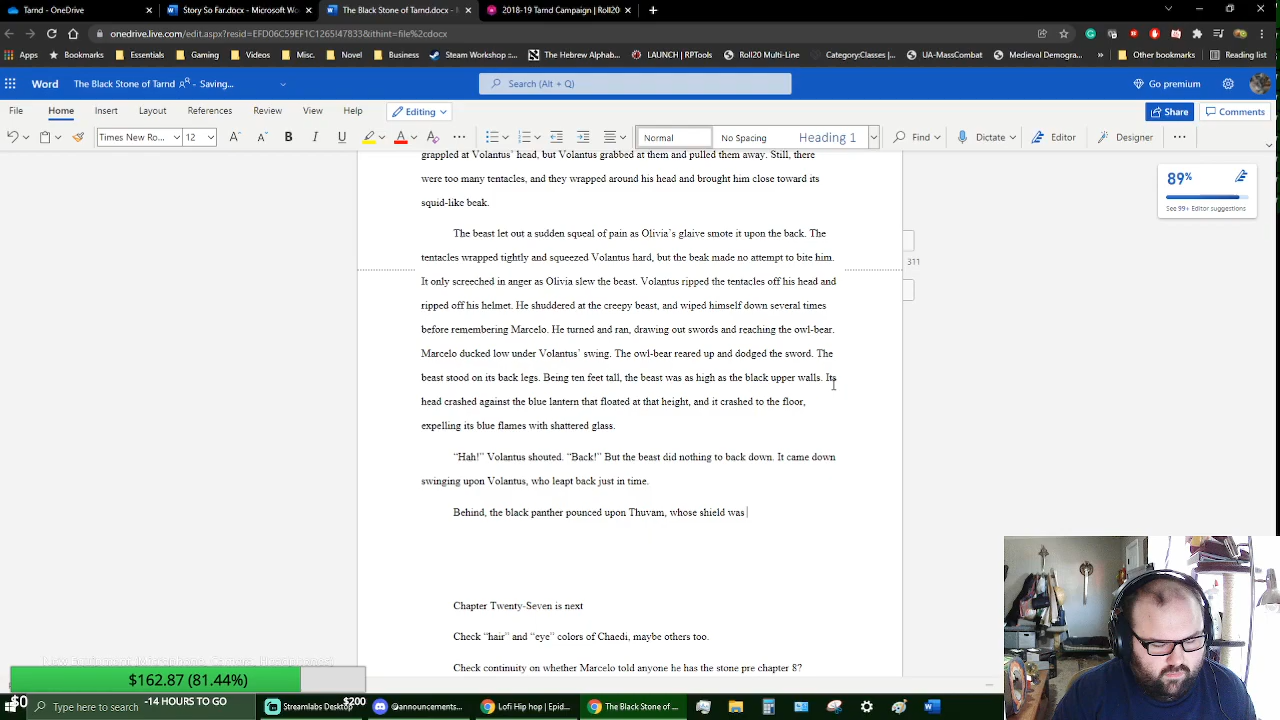 Tarnd - OneDrive
Story So Far.docx - Microsoft Wo
The Black Stone of Tarnd.docx -
2018-19 Tarnd Campaign | Roll20
onedrive.live.com/edit.aspx?resid=EFD06C59EF1C1265!47833&ithint=file%2cdocx
Apps Essentials Gaming Videos Misc. Novel Business Steam Workshop ::... The Hebrew Alphab... LAUNCH | RPTools Roll20 Multi-Line Category:Classes |... UA-MassCombat Medieval Demogra... » Other bookmarks Reading list
Word The Black Stone of Tarnd - Saving... Search (Alt + Q) Go premium
File Home Insert Layout References Review View Help Editing Share Comments
Times New Ro... 12 B I U Normal No Spacing Heading 1 Find Dictate Editor Designer
grappled at Volantus’ head, but Volantus grabbed at them and pulled them away. Still, there
were too many tentacles, and they wrapped around his head and brought him close toward its
squid-like beak.
The beast let out a sudden squeal of pain as Olivia’s glaive smote it upon the back. The
tentacles wrapped tightly and squeezed Volantus hard, but the beak made no attempt to bite him.
It only screeched in anger as Olivia slew the beast. Volantus ripped the tentacles off his head and
ripped off his helmet. He shuddered at the creepy beast, and wiped himself down several times
before remembering Marcelo. He turned and ran, drawing out swords and reaching the owl-bear.
Marcelo ducked low under Volantus’ swing. The owl-bear reared up and dodged the sword. The
beast stood on its back legs. Being ten feet tall, the beast was as high as the black upper walls. Its
head crashed against the blue lantern that floated at that height, and it crashed to the floor,
expelling its blue flames with shattered glass.
“Hah!” Volantus shouted. “Back!” But the beast did nothing to back down. It came down
swinging upon Volantus, who leapt back just in time.
Behind, the black panther pounced upon Thuvam, whose shield was
Chapter Twenty-Seven is next
Check “hair” and “eye” colors of Chaedi, maybe others too.
Check continuity on whether Marcelo told anyone he has the stone pre chapter 8?
89%
See 99+ Editor suggestions
311
$162.87 (81.44%)
$0 -14 HOURS TO GO $200
Type here to search Streamlabs Desktop @announcements... Lofi Hip hop | Epid... The Black Stone of ...